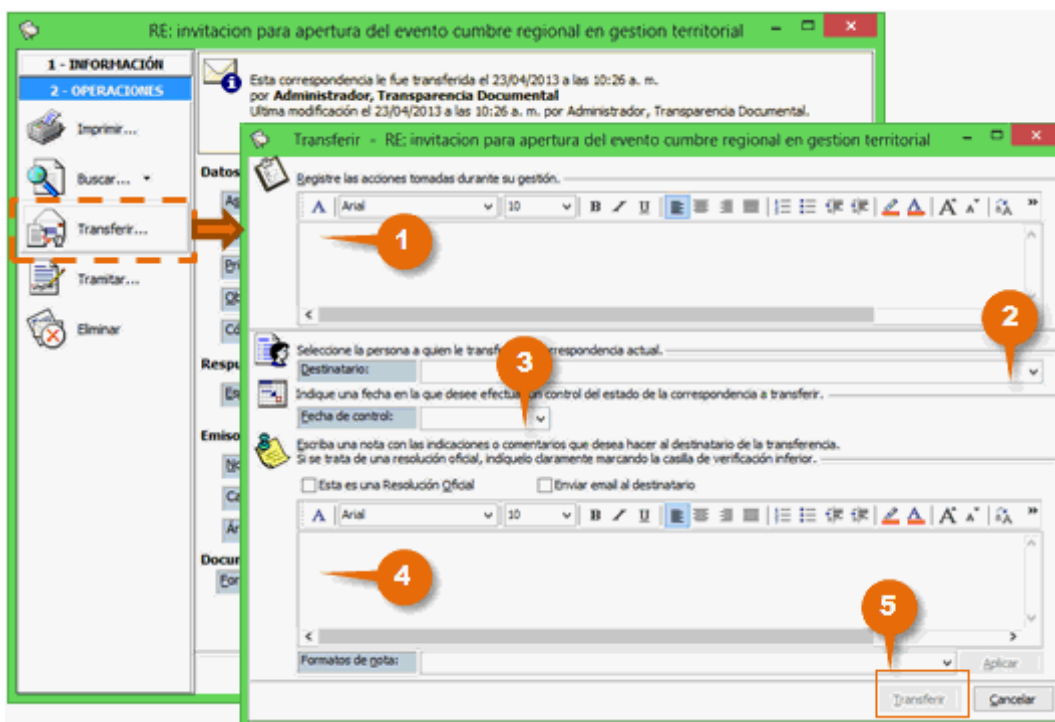 RE: invitacion para apertura del evento cumbre regional en gestion territorial
1 - INFORMACIÓN
2 - OPERACIONES
Imprimir...
Buscar...
Transferir...
Tramitar...
Eliminar
Esta correspondencia le fue transferida el 23/04/2013 a las 10:26 a. m.
por Administrador, Transparencia Documental
Ultima modificación el 23/04/2013 a las 10:26 a. m. por Administrador, Transparencia Documental.
Datos
Respu
Emiso
Docur
Transferir - RE: invitacion para apertura del evento cumbre regional en gestion territorial
Registre las acciones tomadas durante su gestión.
A Arial 10 B I U
1
2
Seleccione la persona a quien le transf
3
Destinatario:
Indique una fecha en la que desee efectua un control del estado de la correspondencia a transferir.
Fecha de control:
Escriba una nota con las indicaciones o comentarios que desea hacer al destinatario de la transferencia.
Si se trata de una resolución oficial, indíquelo claramente marcando la casilla de verificación inferior.
Esta es una Resolución Oficial Enviar email al destinatario
A Arial 10 B I U
4
5
Formatos de nota: Aplicar
Transferir Cancelar